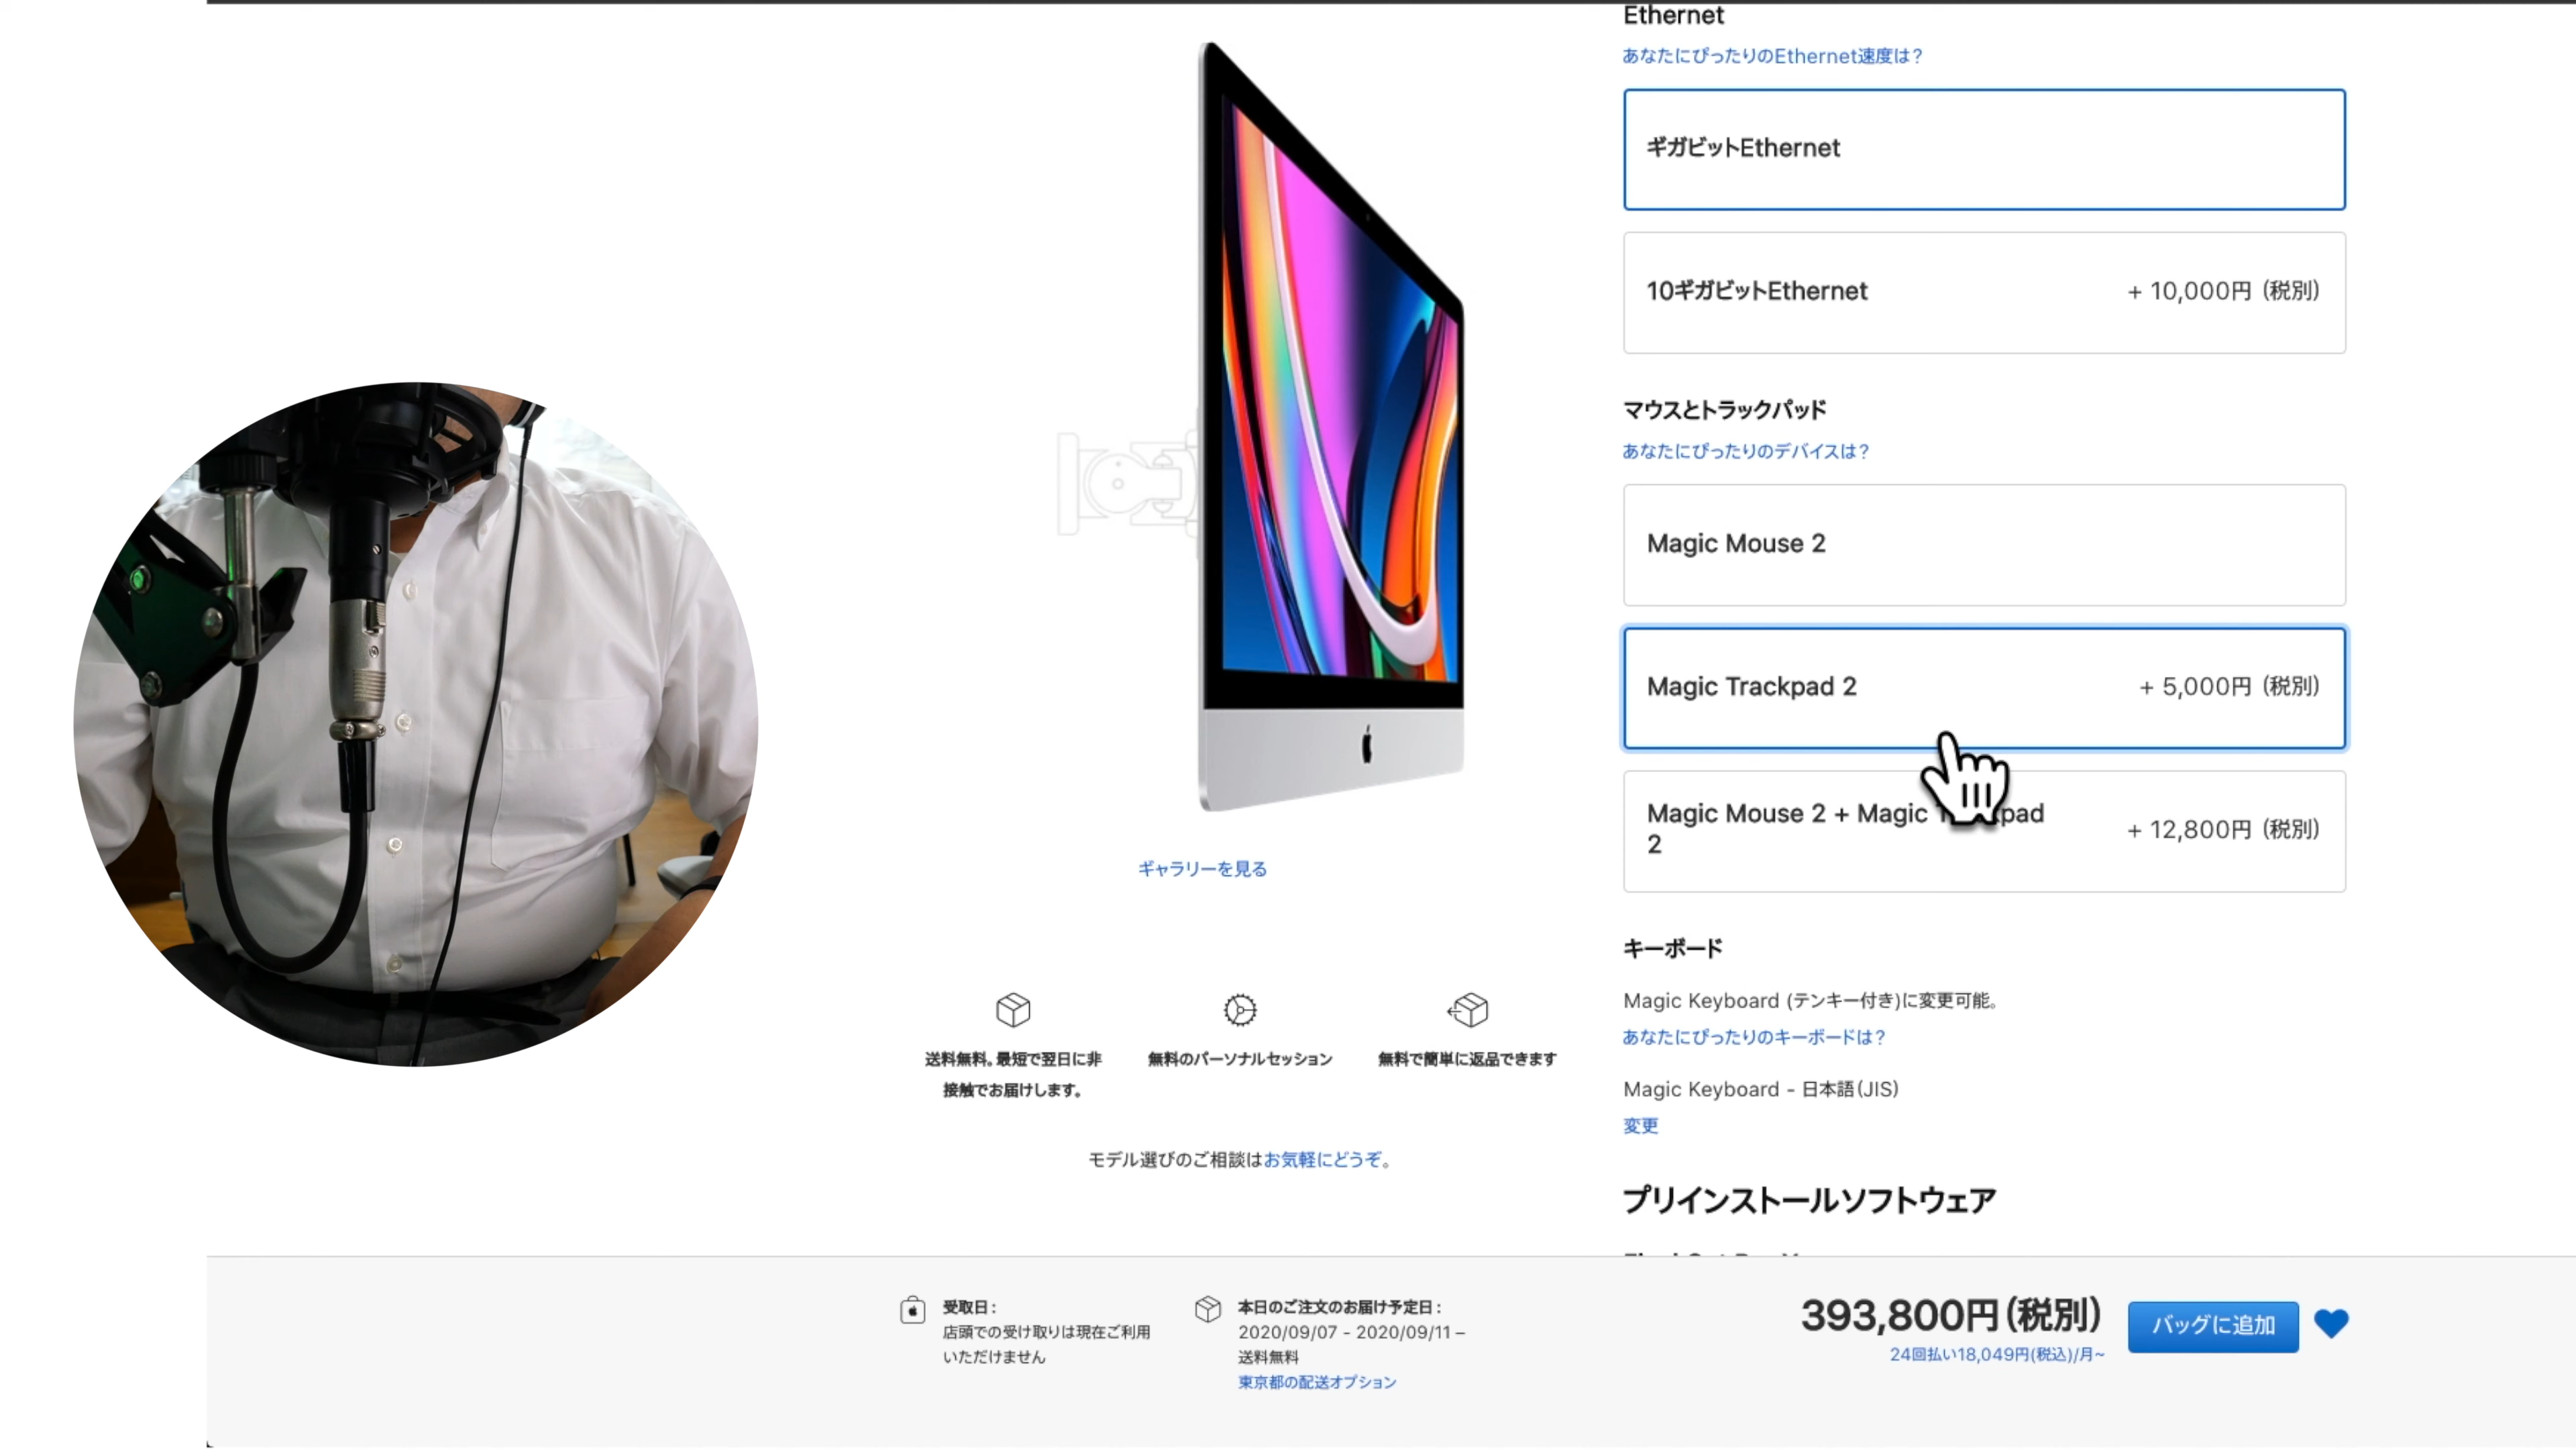 Ethernet
あなたにぴったりのEthernet速度は？
ギガビットEthernet
10ギガビットEthernet
+ 10,000円 (税別)
マウスとトラックパッド
あなたにぴったりのデバイスは？
Magic Mouse 2
Magic Trackpad 2
+ 5,000円 (税別)
Magic Mouse 2 + Magic
2
+ 12,800円 (税別)
キーボード
Magic Keyboard (テンキー付き)に変更可能。
あなたにぴったりのキーボードは？
Magic Keyboard - 日本語(JIS)
変更
プリインストールソフトウェア
ギャラリーを見る
送料無料。最短で翌日に非
接触でお届けします。
無料のパーソナルセッション
無料で簡単に返品できます
モデル選びのご相談はお気軽にどうぞ。
受取日：
店頭での受け取りは現在ご利用
いただけません
本日のご注文のお届け予定日：
2020/09/07 - 2020/09/11 –
送料無料
東京都の配送オプション
393,800円(税別)
24回払い18,049円(税込)/月~
バッグに追加